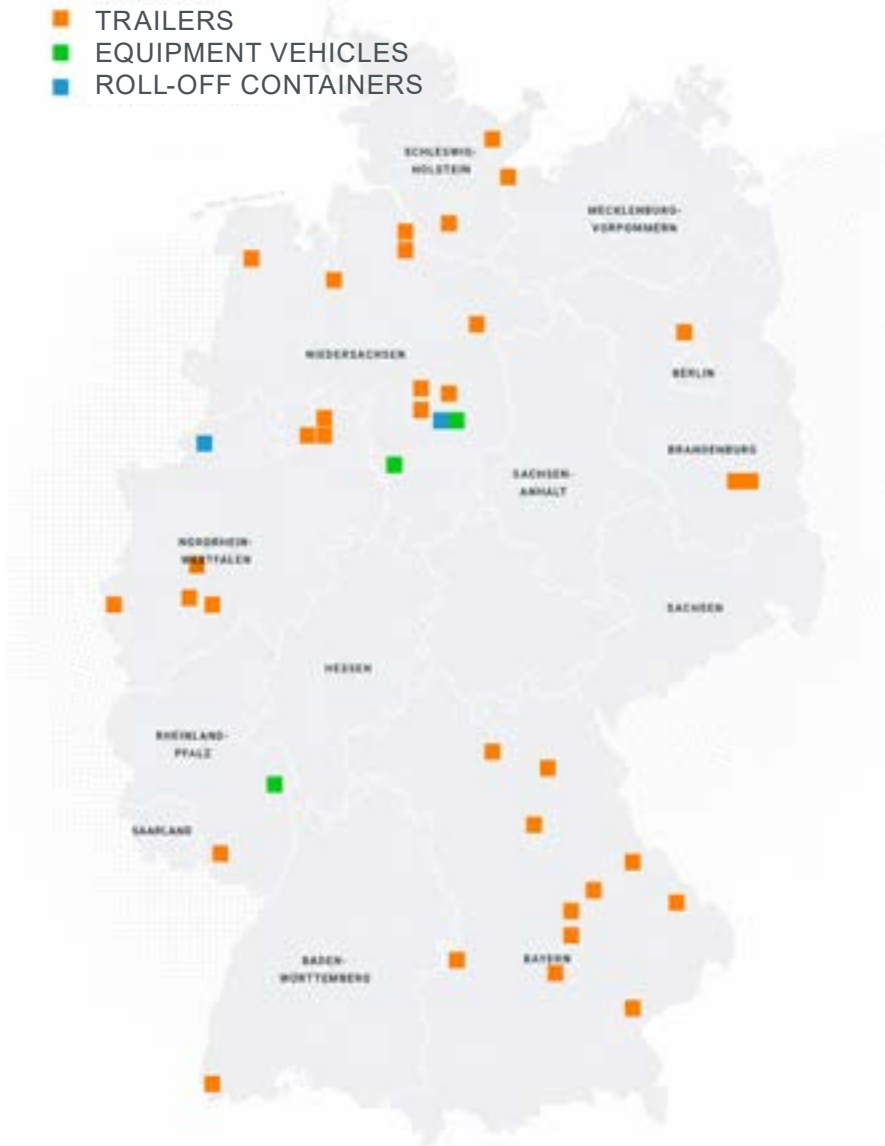 TRAILERS
EQUIPMENT VEHICLES
ROLL-OFF CONTAINERS
SCHLESWIG-
HOLSTEIN
MECKLENBURG-
VORPOMMERN
NIEDERSACHSEN
BERLIN
BRANDENBURG
SACHSEN-
ANHALT
NORDRHEIN-
WESTFALEN
SACHSEN
HESSEN
RHEINLAND-
PFALZ
SAARLAND
BADEN-
WÜRTTEMBERG
BAYERN